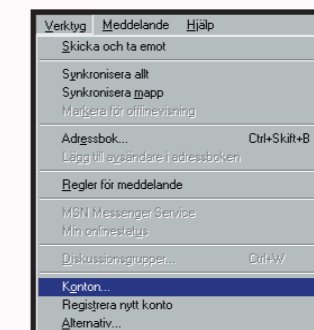 Verktyg Meddelande Hjälp
Skicka och ta emot
Synkronisera allt
Synkronisera mapp
Markera för offlinevisning
Adressbok... Ctrl+Skift+B
Lägg till avsändare i adressboken
Regler för meddelande
MSN Messenger Service
Min onlinestatus
Diskussionsgrupper... Ctrl+W
Konton...
Registrera nytt konto
Alternativ...